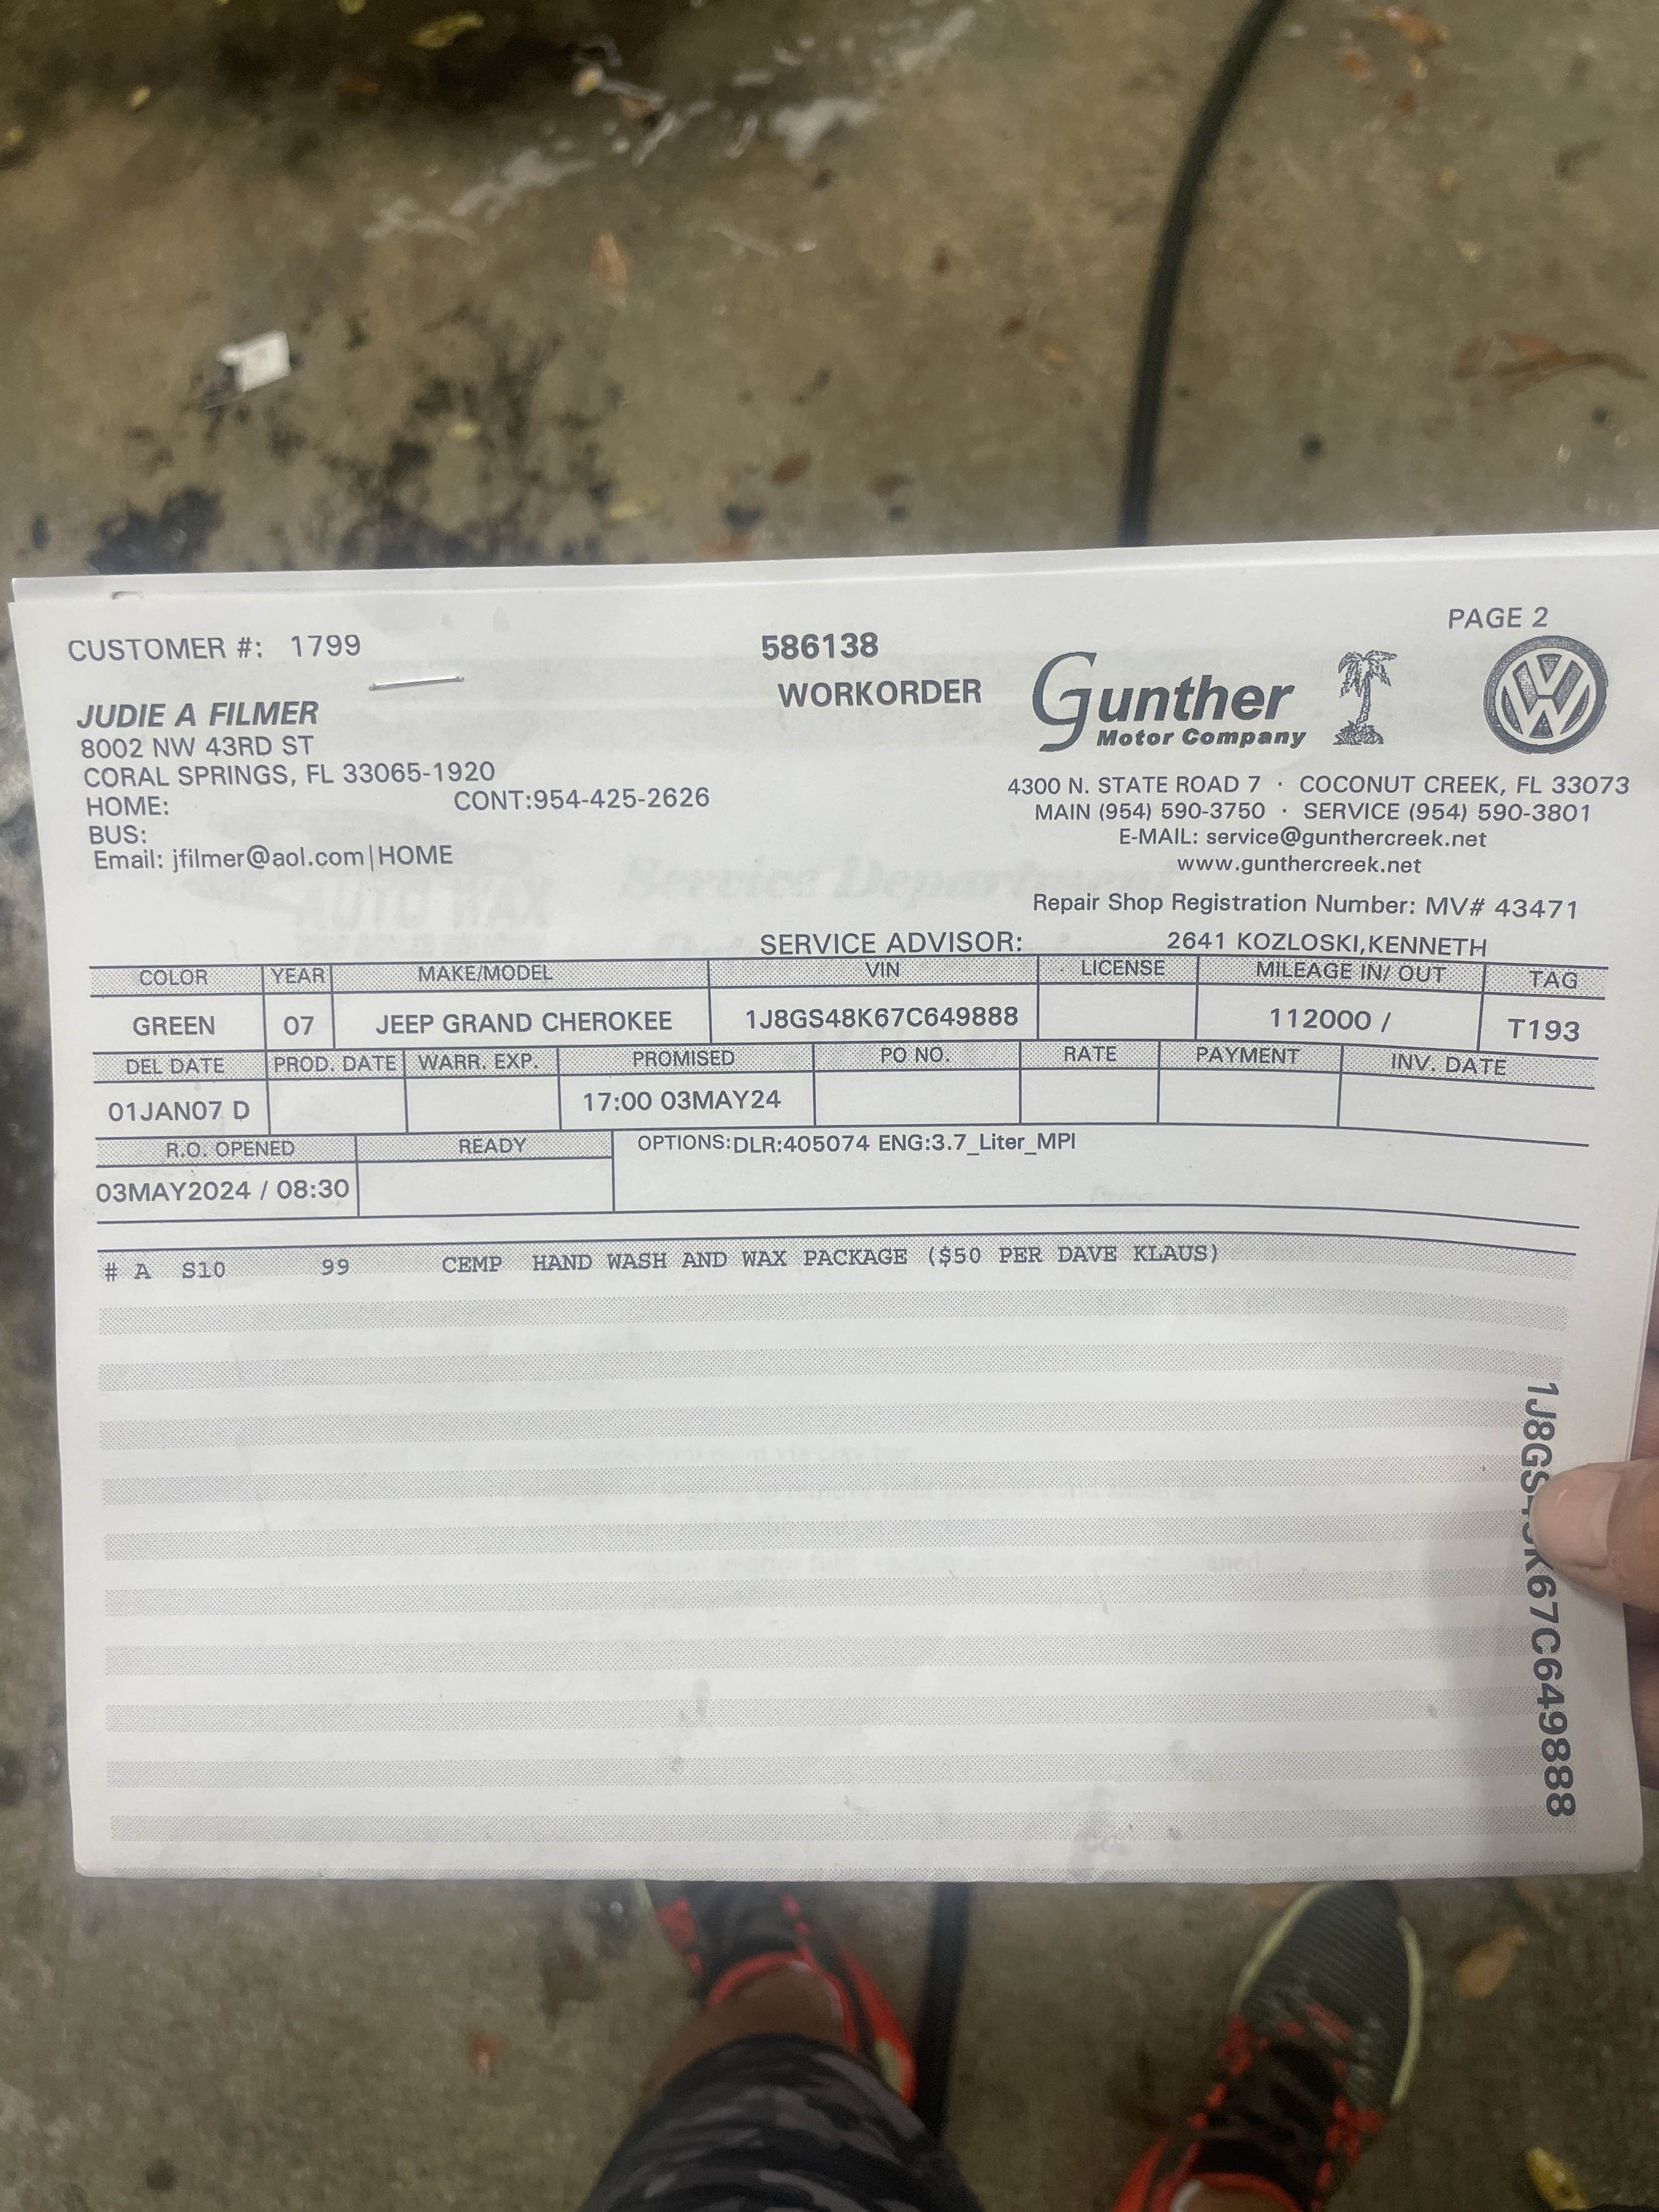 PAGE 2
CUSTOMER #: 1799
586138
WORKORDER
Gunther
Motor Company
JUDIE A FILMER
8002 NW 43RD ST
CORAL SPRINGS, FL 33065-1920
HOME: CONT:954-425-2626
BUS:
Email: jfilmer@aol.com|HOME
4300 N. STATE ROAD 7 · COCONUT CREEK, FL 33073
MAIN (954) 590-3750 · SERVICE (954) 590-3801
E-MAIL: service@gunthercreek.net
www.gunthercreek.net
Repair Shop Registration Number: MV# 43471
SERVICE ADVISOR: 2641 KOZLOSKI,KENNETH
COLOR YEAR MAKE/MODEL VIN LICENSE MILEAGE IN/ OUT TAG
GREEN 07 JEEP GRAND CHEROKEE 1J8GS48K67C649888 112000 / T193
DEL DATE PROD. DATE WARR. EXP. PROMISED PO NO. RATE PAYMENT INV. DATE
01JAN07 D 17:00 03MAY24
R.O. OPENED READY OPTIONS:DLR:405074 ENG:3.7_Liter_MPI
03MAY2024 / 08:30
# A S10 99 CEMP HAND WASH AND WAX PACKAGE ($50 PER DAVE KLAUS)
Service Department
AUTO WAX